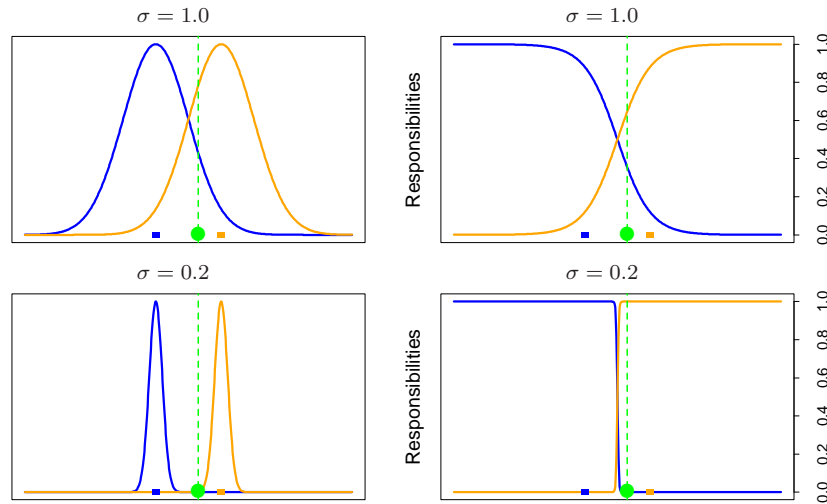 σ = 1.0
σ = 1.0
Responsibilities
0.0 0.2 0.4 0.6 0.8 1.0
σ = 0.2
σ = 0.2
Responsibilities
0.0 0.2 0.4 0.6 0.8 1.0